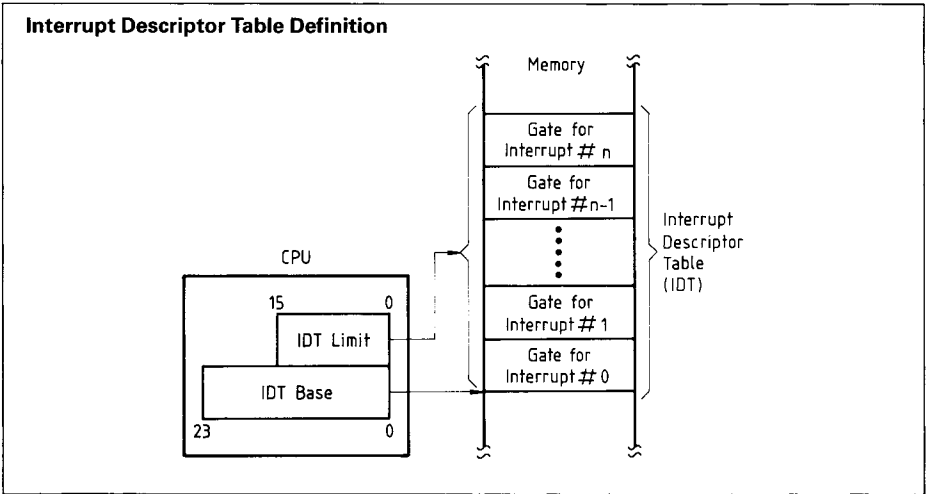 Interrupt Descriptor Table Definition
Memory
Gate for
Interrupt # n
Gate for
Interrupt #n-1
Interrupt
Descriptor
Table
(IDT)
CPU
15 0
IDT Limit
Gate for
Interrupt # 1
IDT Base
Gate for
Interrupt # 0
23 0